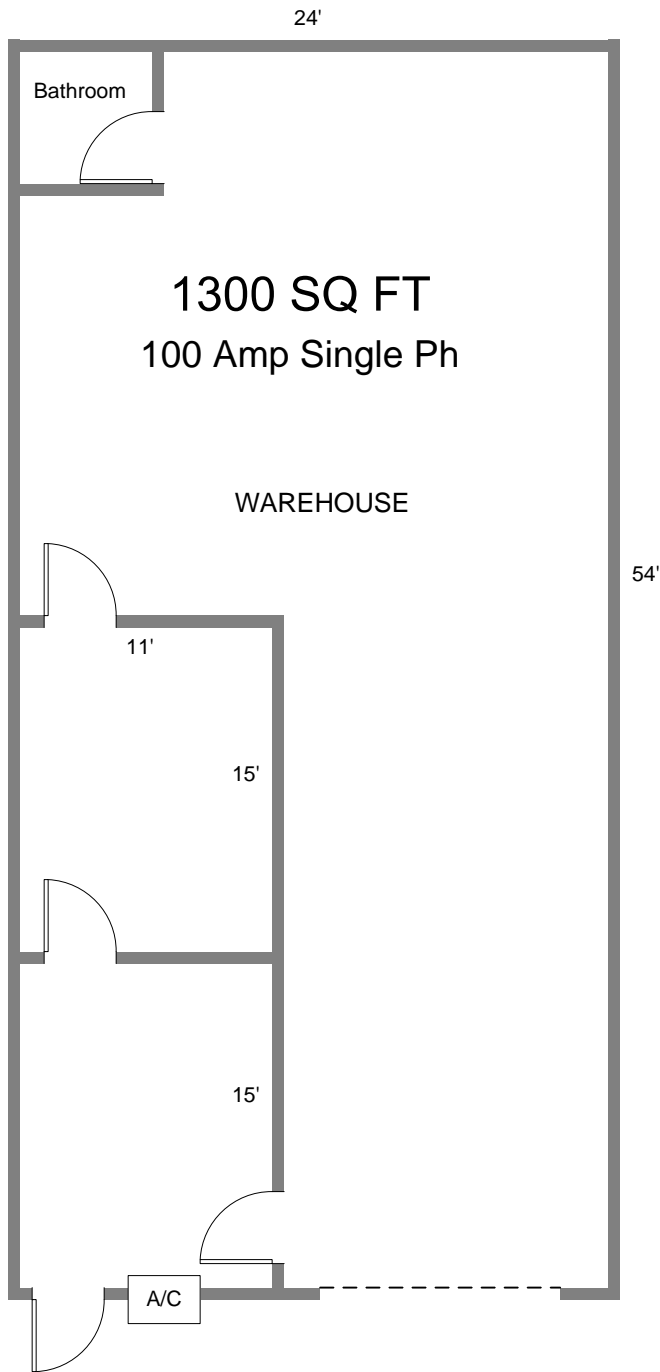 24'
Bathroom
1300 SQ FT
100 Amp Single Ph
WAREHOUSE
54'
11'
15'
15'
A/C